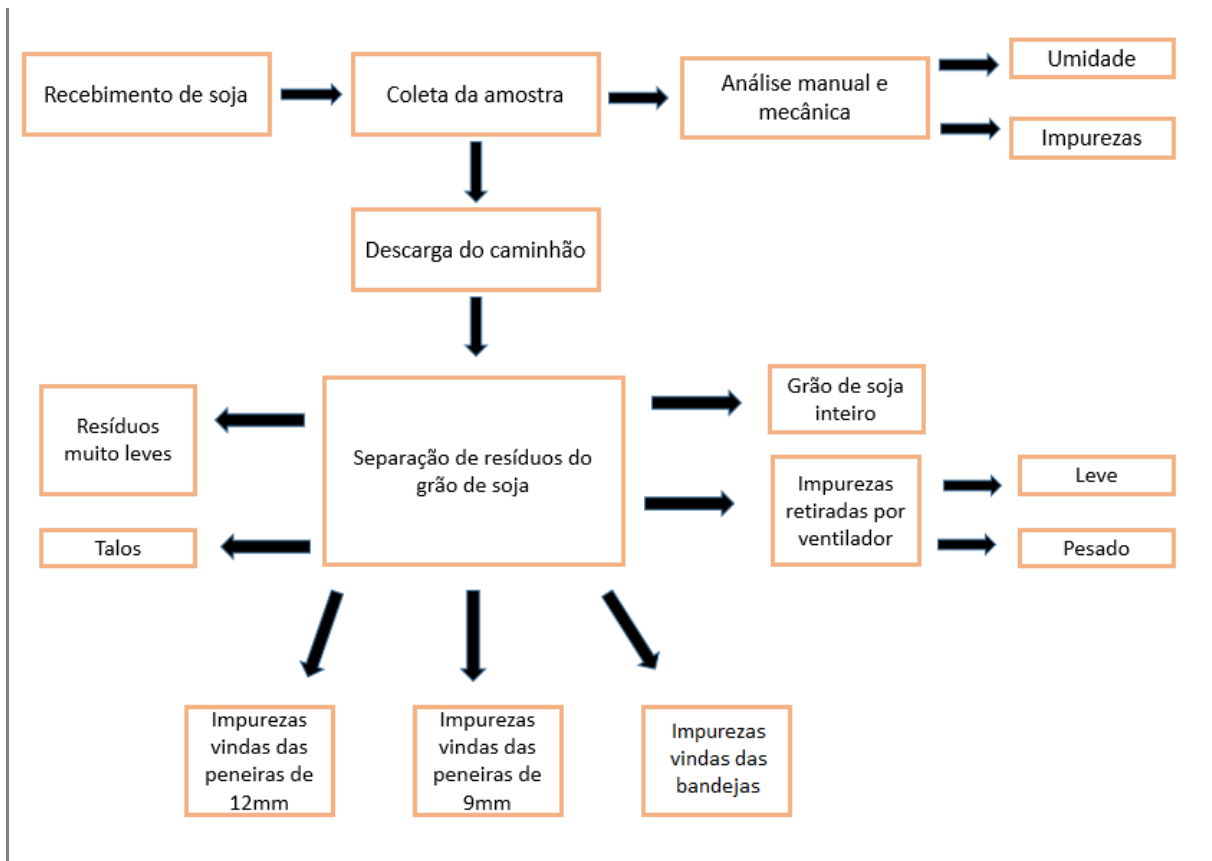 Recebimento de soja
Coleta da amostra
Análise manual e
mecânica
Umidade
Impurezas
Descarga do caminhão
Resíduos
muito leves
Talos
Separação de resíduos do
grão de soja
Grão de soja
inteiro
Impurezas
retiradas por
ventilador
Leve
Pesado
Impurezas
vindas das
peneiras de
12mm
Impurezas
vindas das
peneiras de
9mm
Impurezas
vindas das
bandejas